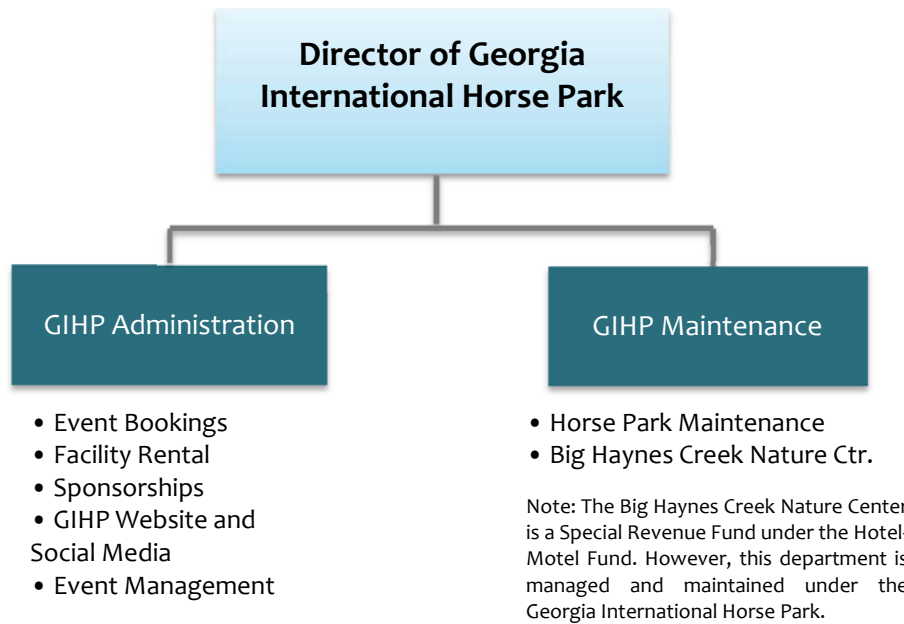 Director of Georgia
International Horse Park
GIHP Administration
GIHP Maintenance
• Event Bookings
• Facility Rental
• Sponsorships
• GIHP Website and
Social Media
• Event Management
• Horse Park Maintenance
• Big Haynes Creek Nature Ctr.
Note: The Big Haynes Creek Nature Center
is a Special Revenue Fund under the Hotel-
Motel Fund. However, this department is
managed and maintained under the
Georgia International Horse Park.